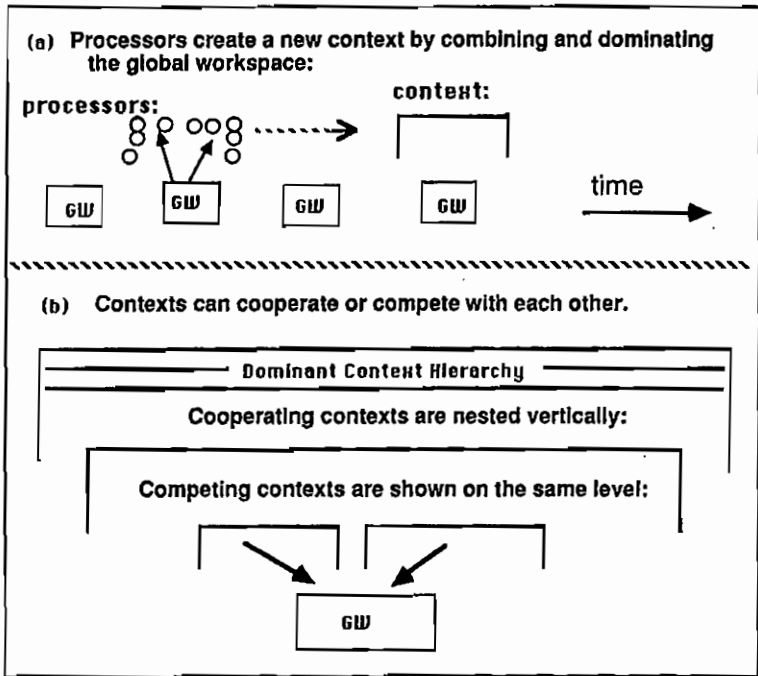 (a) Processors create a new context by combining and dominating
the global workspace:
processors:
context:
GW GW GW GW
time
(b) Contexts can cooperate or compete with each other.
Dominant Context Hierarchy
Cooperating contexts are nested vertically:
Competing contexts are shown on the same level:
GW